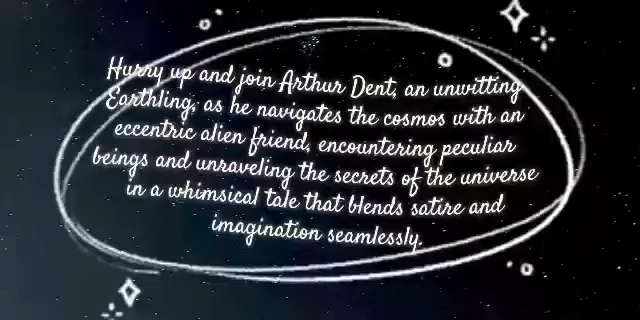 Hurry up and join Arthur Dent, an unwitting
Earthling, as he navigates the cosmos with an
eccentric alien friend, encountering peculiar
beings and unraveling the secrets of the universe
in a whimsical tale that blends satire and
imagination seamlessly.